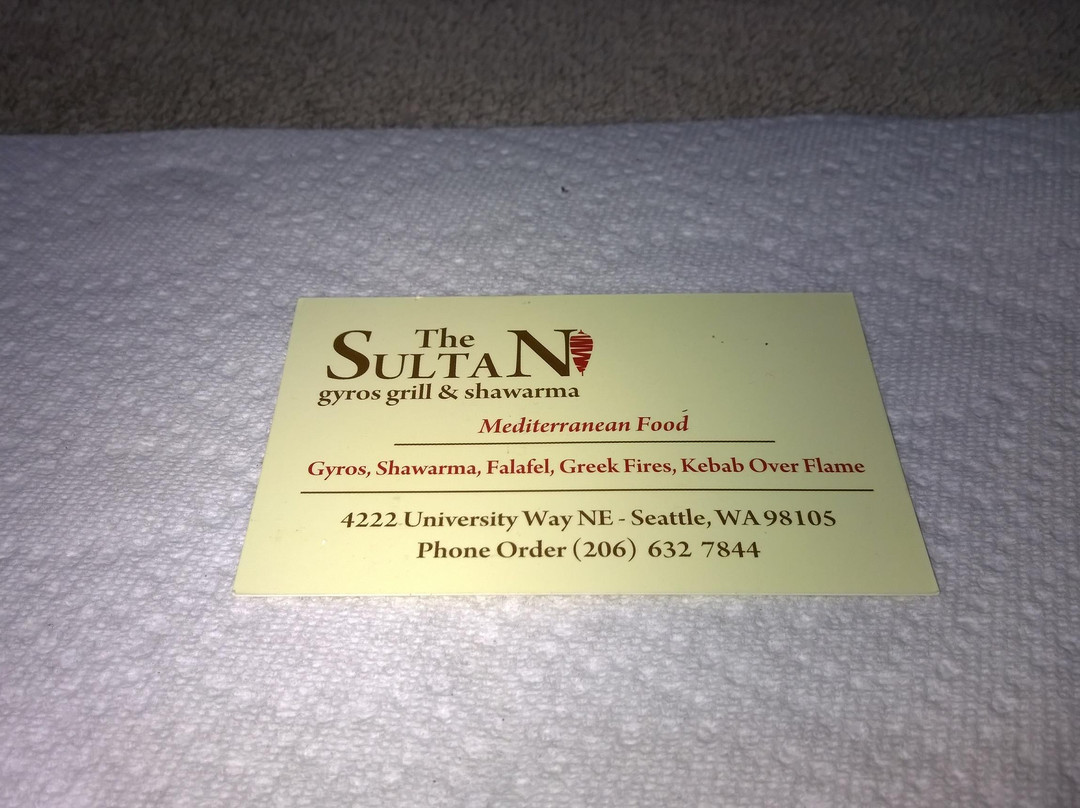 The
SULTAN
gyros grill & shawarma
Mediterranean Food
Gyros, Shawarma, Falafel, Greek Fires, Kebab Over Flame
4222 University Way NE - Seattle, WA 98105
Phone Order (206) 632 7844